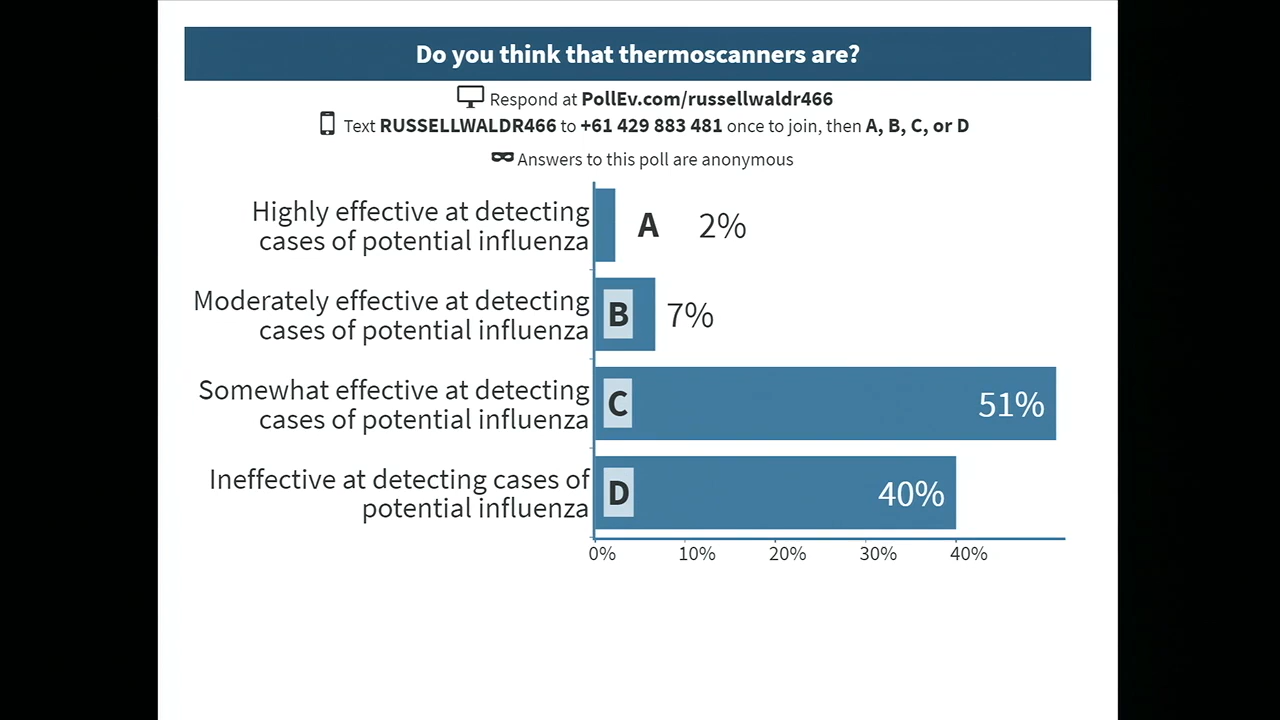 Do you think that thermoscanners are?
Respond at PollEv.com/russellwaldr466
Text RUSSELLWALDR466 to +61 429 883 481 once to join, then A, B, C, or D
Answers to this poll are anonymous
Highly effective at detecting
cases of potential influenza
A 2%
Moderately effective at detecting
cases of potential influenza
B 7%
Somewhat effective at detecting
cases of potential influenza
C 51%
Ineffective at detecting cases of
potential influenza
D 40%
0% 10% 20% 30% 40%